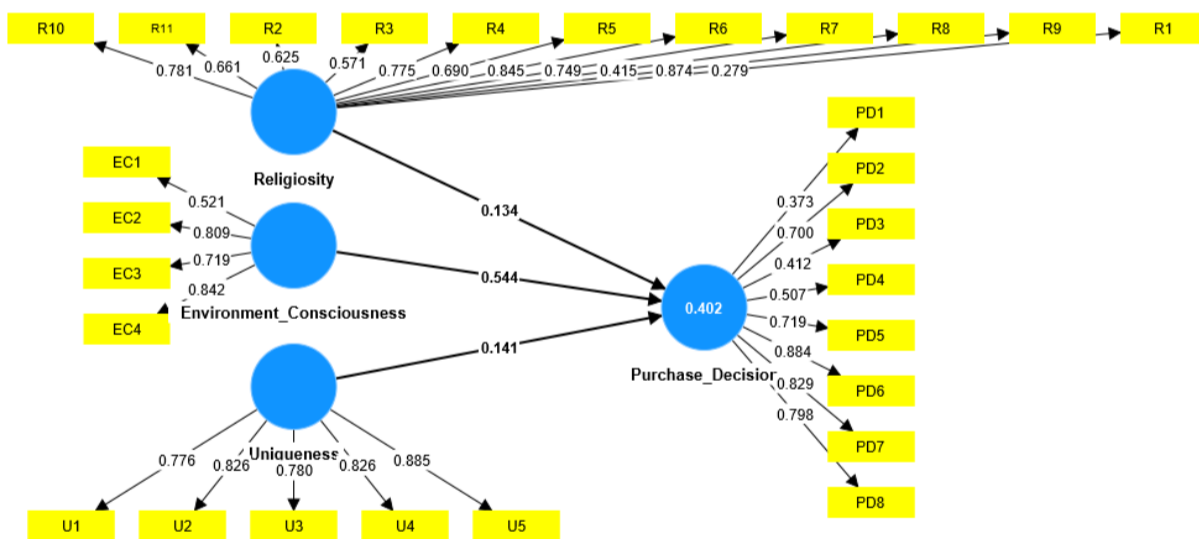 R10 R11 R2 R3 R4 R5 R6 R7 R8 R9 R1
0.781 0.661 0.625 0.571 0.775 0.690 0.845 0.749 0.415 0.874 0.279
Religiosity
EC1
EC2
EC3
EC4
0.521
0.809
0.719
0.842
Environment_Consciousness
0.134
0.544
0.141
0.402
Purchase_Decision
PD1
PD2
PD3
PD4
PD5
PD6
PD7
PD8
0.373
0.700
0.412
0.507
0.719
0.884
0.829
0.798
Uniqueness
0.776 0.826 0.780 0.826 0.885
U1 U2 U3 U4 U5